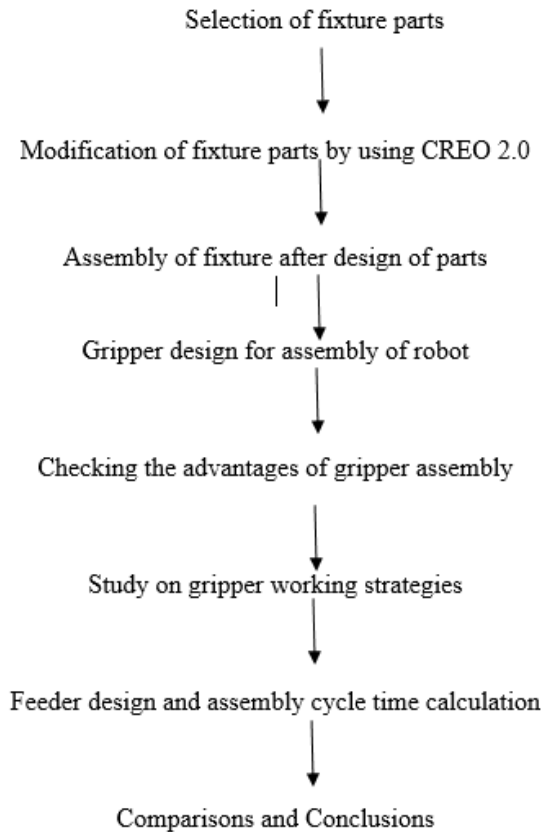 Selection of fixture parts
Modification of fixture parts by using CREO 2.0
Assembly of fixture after design of parts
Gripper design for assembly of robot
Checking the advantages of gripper assembly
Study on gripper working strategies
Feeder design and assembly cycle time calculation
Comparisons and Conclusions